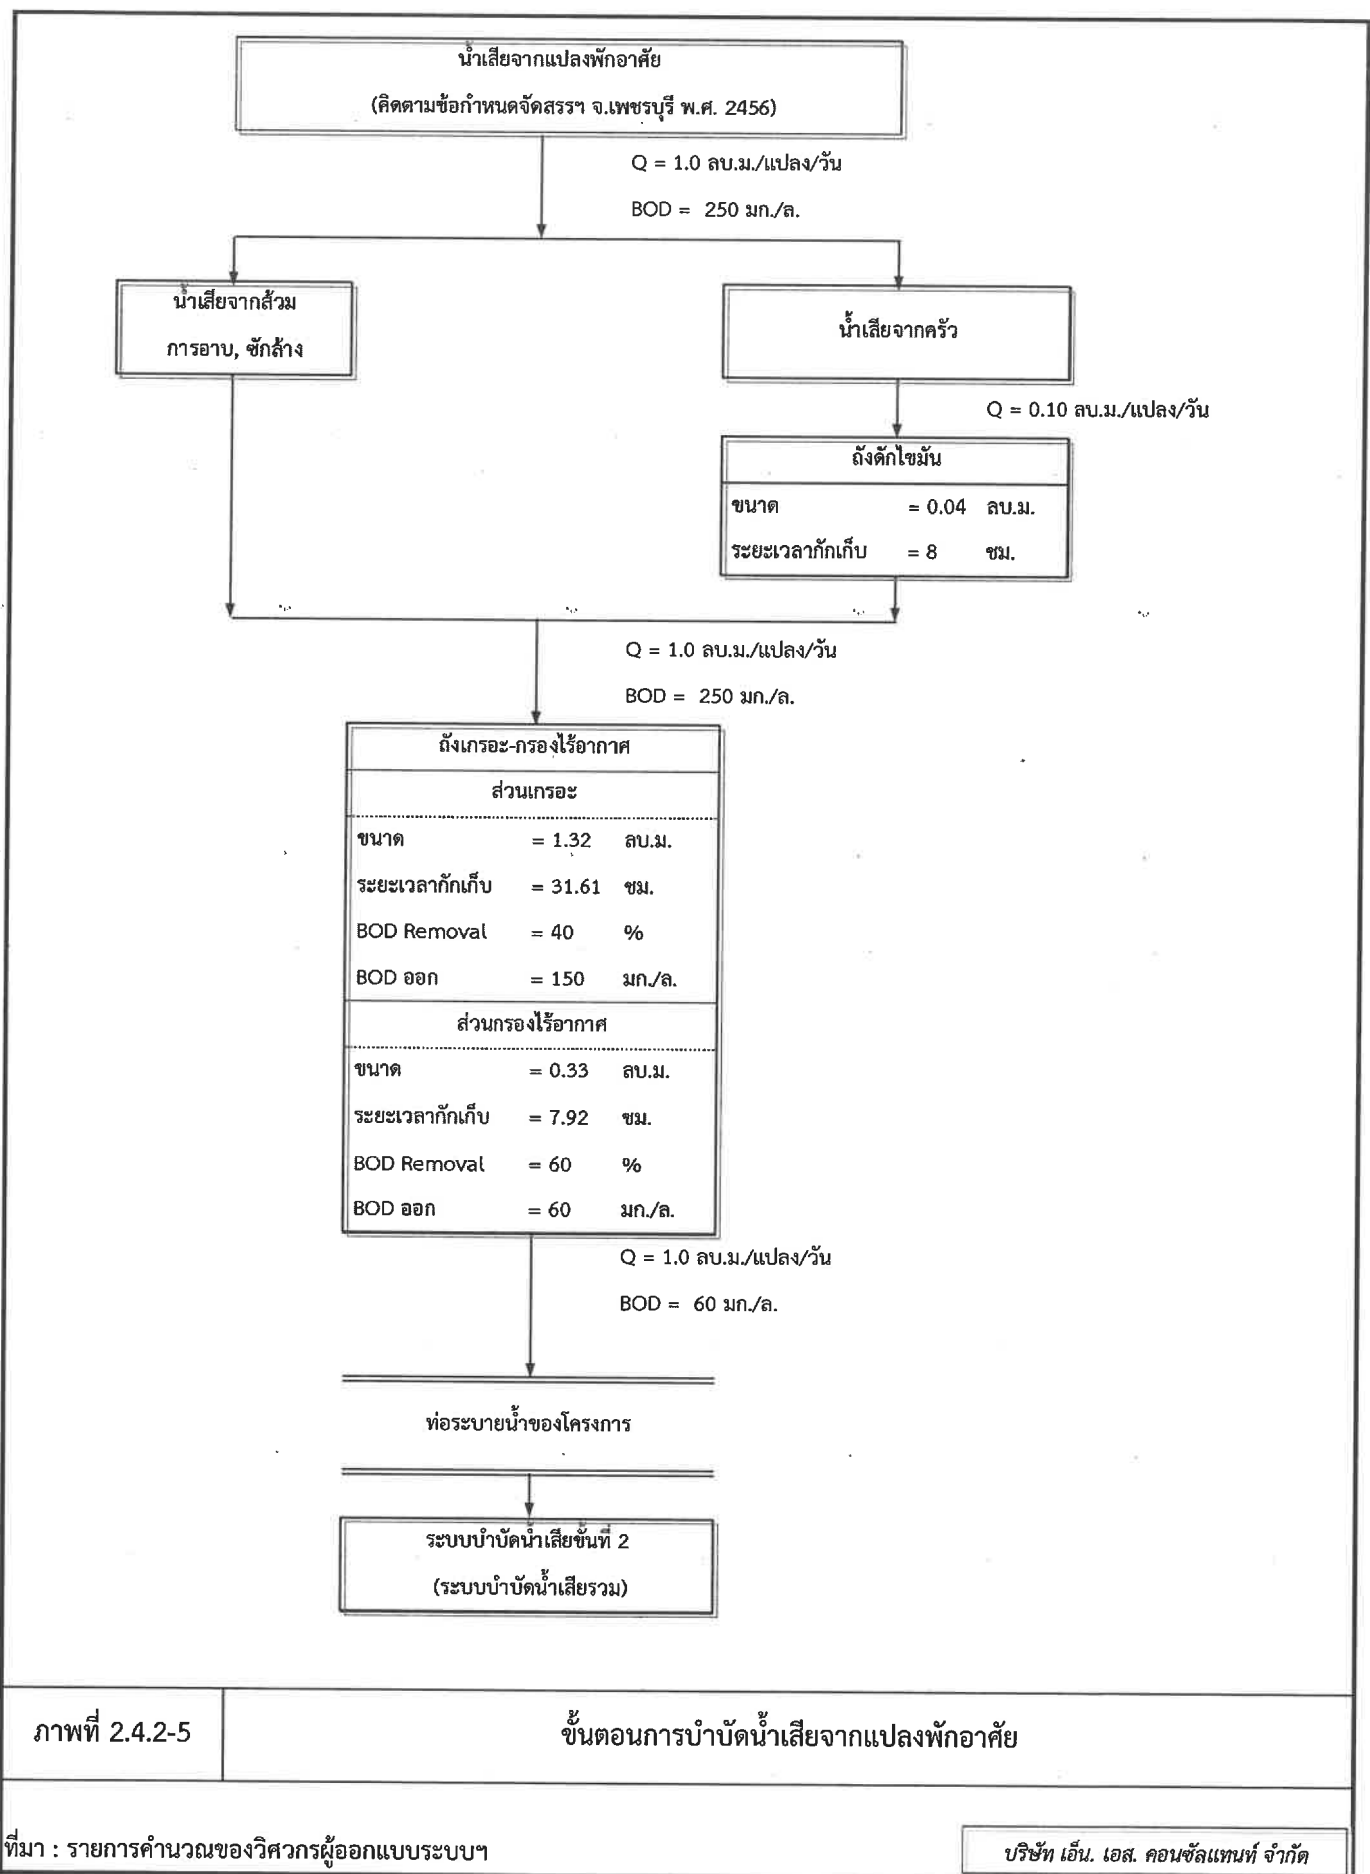 น้ำเสียจากแปลงพักอาศัย
(คิดตามข้อกำหนดจัดสรรฯ จ.เพชรบุรี พ.ศ. 2456)
Q = 1.0 ลบ.ม./แปลง/วัน
BOD = 250 มก./ล.
น้ำเสียจากส้วม
การอาบ, ซักล้าง
น้ำเสียจากครัว
Q = 0.10 ลบ.ม./แปลง/วัน
ถังดักไขมัน
ขนาด = 0.04 ลบ.ม.
ระยะเวลากักเก็บ = 8 ชม.
Q = 1.0 ลบ.ม./แปลง/วัน
BOD = 250 มก./ล.
ถังเกรอะ-กรองไร้อากาศ
ส่วนเกรอะ
ขนาด = 1.32 ลบ.ม.
ระยะเวลากักเก็บ = 31.61 ชม.
BOD Removal = 40 %
BOD ออก = 150 มก./ล.
ส่วนกรองไร้อากาศ
ขนาด = 0.33 ลบ.ม.
ระยะเวลากักเก็บ = 7.92 ชม.
BOD Removal = 60 %
BOD ออก = 60 มก./ล.
Q = 1.0 ลบ.ม./แปลง/วัน
BOD = 60 มก./ล.
ท่อระบายน้ำของโครงการ
ระบบบำบัดน้ำเสียขั้นที่ 2
(ระบบบำบัดน้ำเสียรวม)
ภาพที่ 2.4.2-5
ขั้นตอนการบำบัดน้ำเสียจากแปลงพักอาศัย
ที่มา : รายการคำนวณของวิศวกรผู้ออกแบบระบบฯ
บริษัท เอ็น. เอส. คอนซัลแทนท์ จำกัด